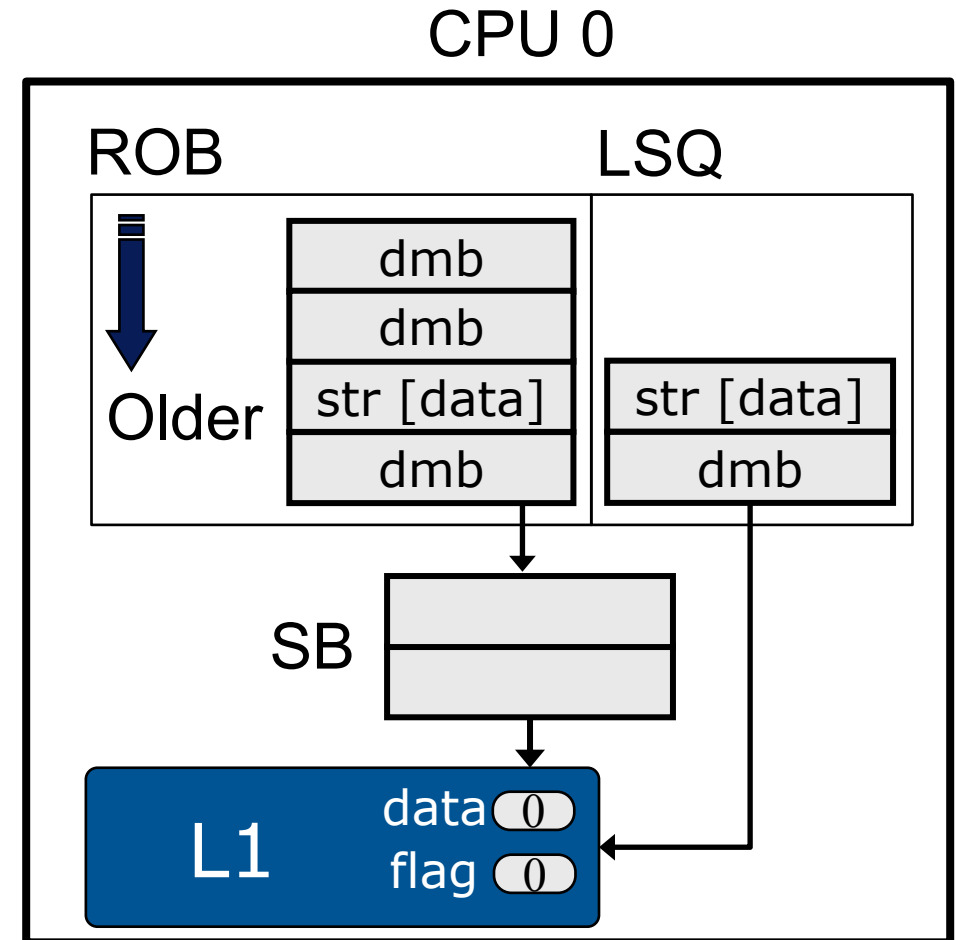 CPU 0
ROB
LSQ
dmb
dmb
Older
str [data]
str [data]
dmb
dmb
SB
L1
data 0
flag 0